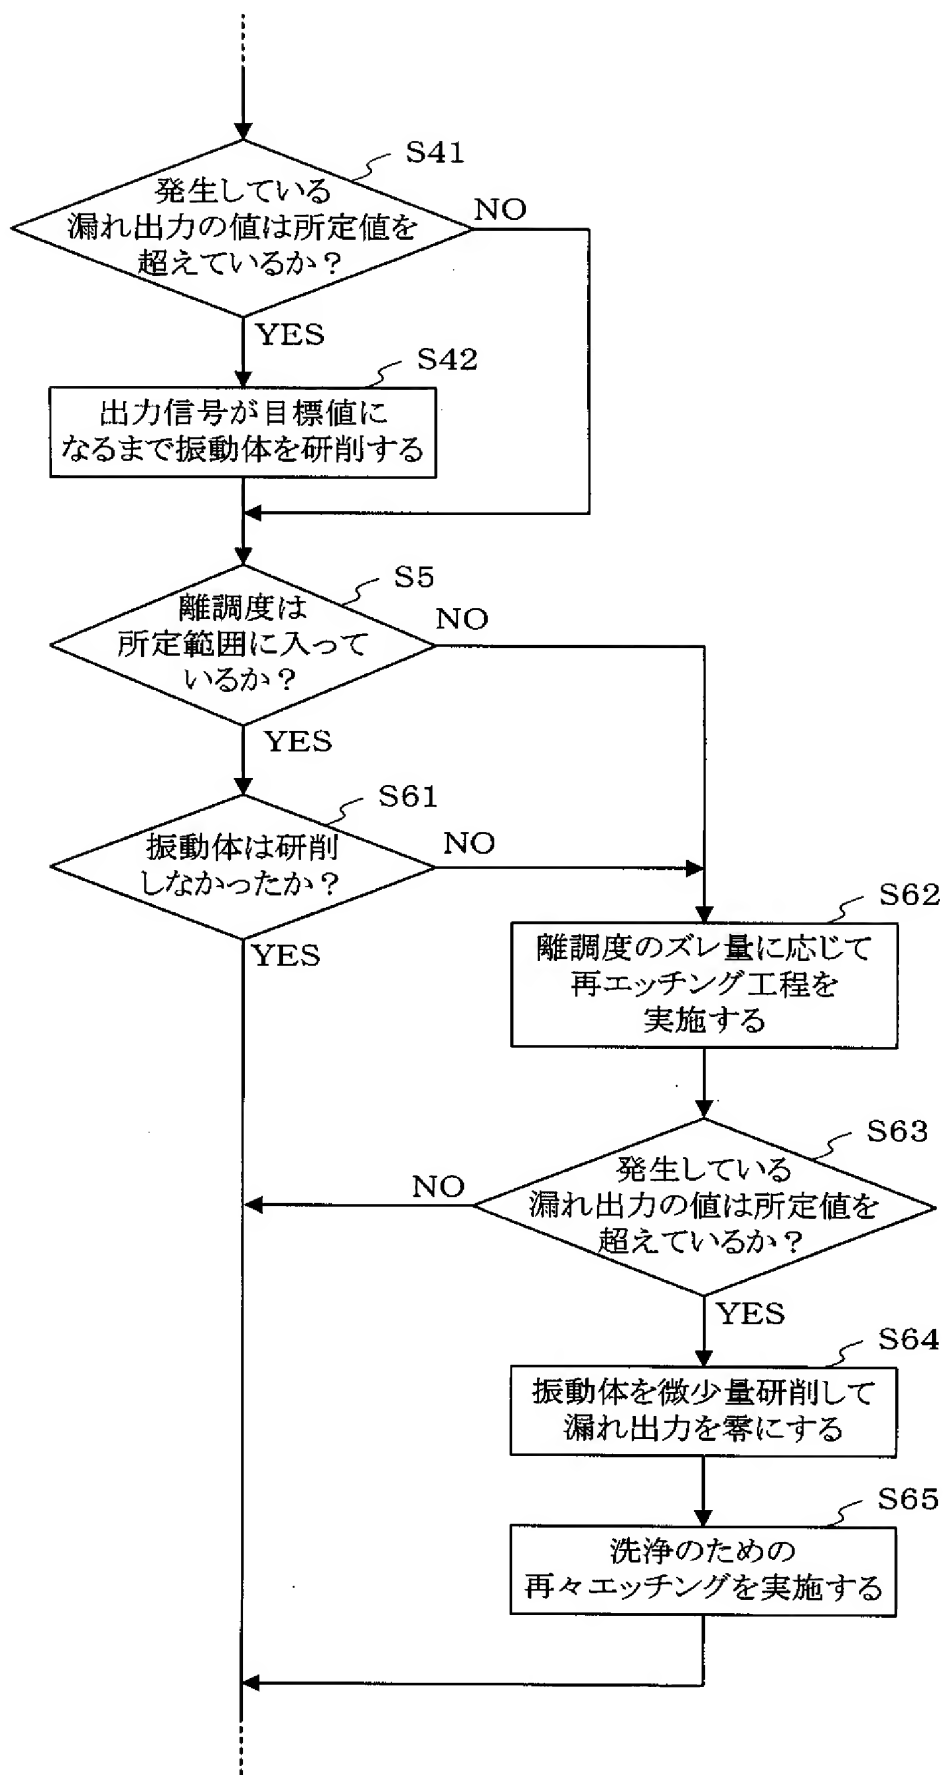 S41
発生している
漏れ出力の値は所定値を
超えているか？
NO
YES
S42
出力信号が目標値に
なるまで振動体を研削する
S5
離調度は
所定範囲に入って
いるか？
NO
YES
S61
振動体は研削
しなかったか？
NO
YES
S62
離調度のズレ量に応じて
再エッチング工程を
実施する
S63
発生している
漏れ出力の値は所定値を
超えているか？
NO
YES
S64
振動体を微少量研削して
漏れ出力を零にする
S65
洗浄のための
再々エッチングを実施する